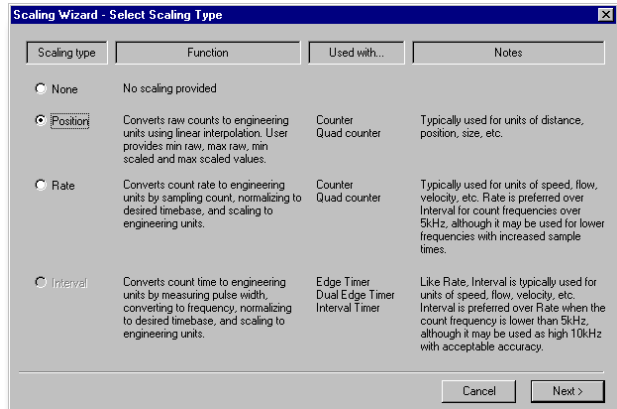 Scaling Wizard - Select Scaling Type
Scaling type
Function
Used with...
Notes
None
No scaling provided
Position
Converts raw counts to engineering
units using linear interpolation. User
provides min raw, max raw, min
scaled and max scaled values.
Counter
Quad counter
Typically used for units of distance,
position, size, etc.
Rate
Converts count rate to engineering
units by sampling count, normalizing to
desired timebase, and scaling to
engineering units.
Counter
Quad counter
Typically used for units of speed, flow,
velocity, etc. Rate is preferred over
Interval for count frequencies over
5kHz, although it may be used for lower
frequencies with increased sample
times.
Interval
Converts count time to engineering
units by measuring pulse width,
converting to frequency, normalizing
to desired timebase, and scaling to
engineering units.
Edge Timer
Dual Edge Timer
Interval Timer
Like Rate, Interval is typically used for
units of speed, flow, velocity, etc.
Interval is preferred over Rate when the
count frequency is lower than 5kHz,
although it may be used as high 10kHz
with acceptable accuracy.
Cancel
Next >